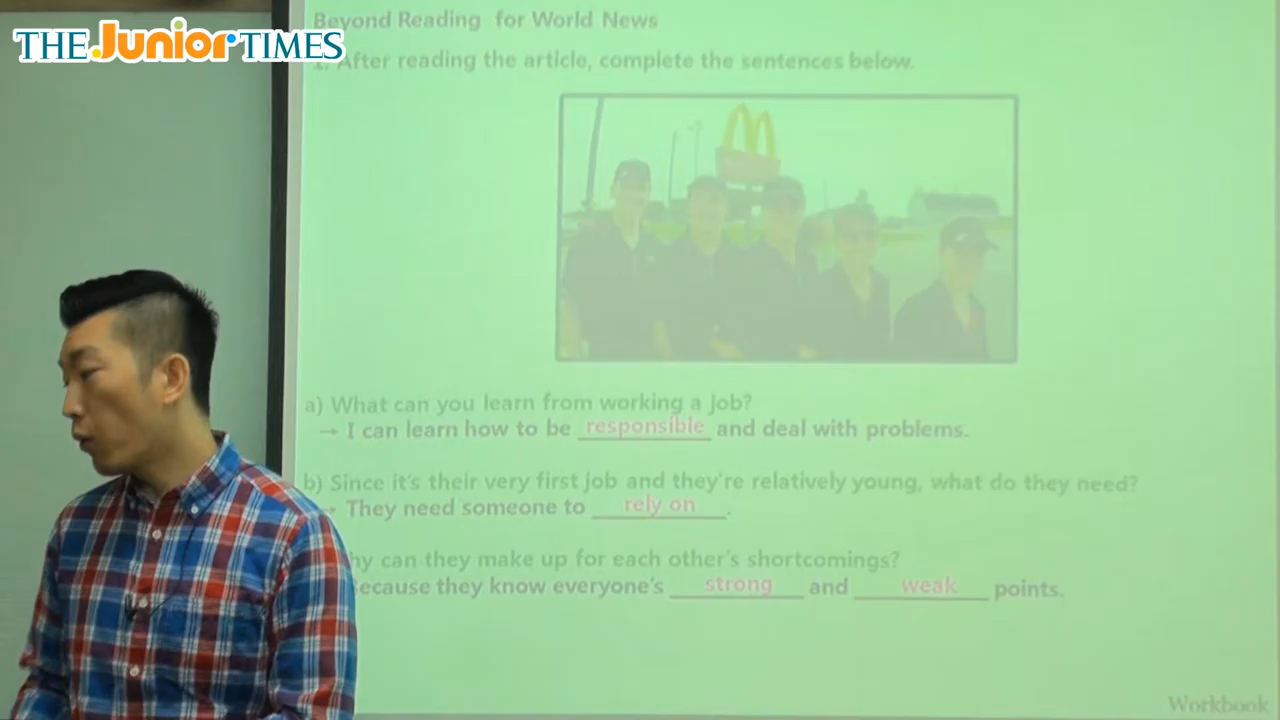 THE Junior TIMES
Beyond Reading for World News
After reading the article, complete the sentences below.
a) What can you learn from working a job?
→ I can learn how to be responsible and deal with problems.
b) Since it's their very first job and they're relatively young, what do they need?
→ They need someone to rely on.
hy can they make up for each other's shortcomings?
ecause they know everyone's strong and weak points.
Workbook